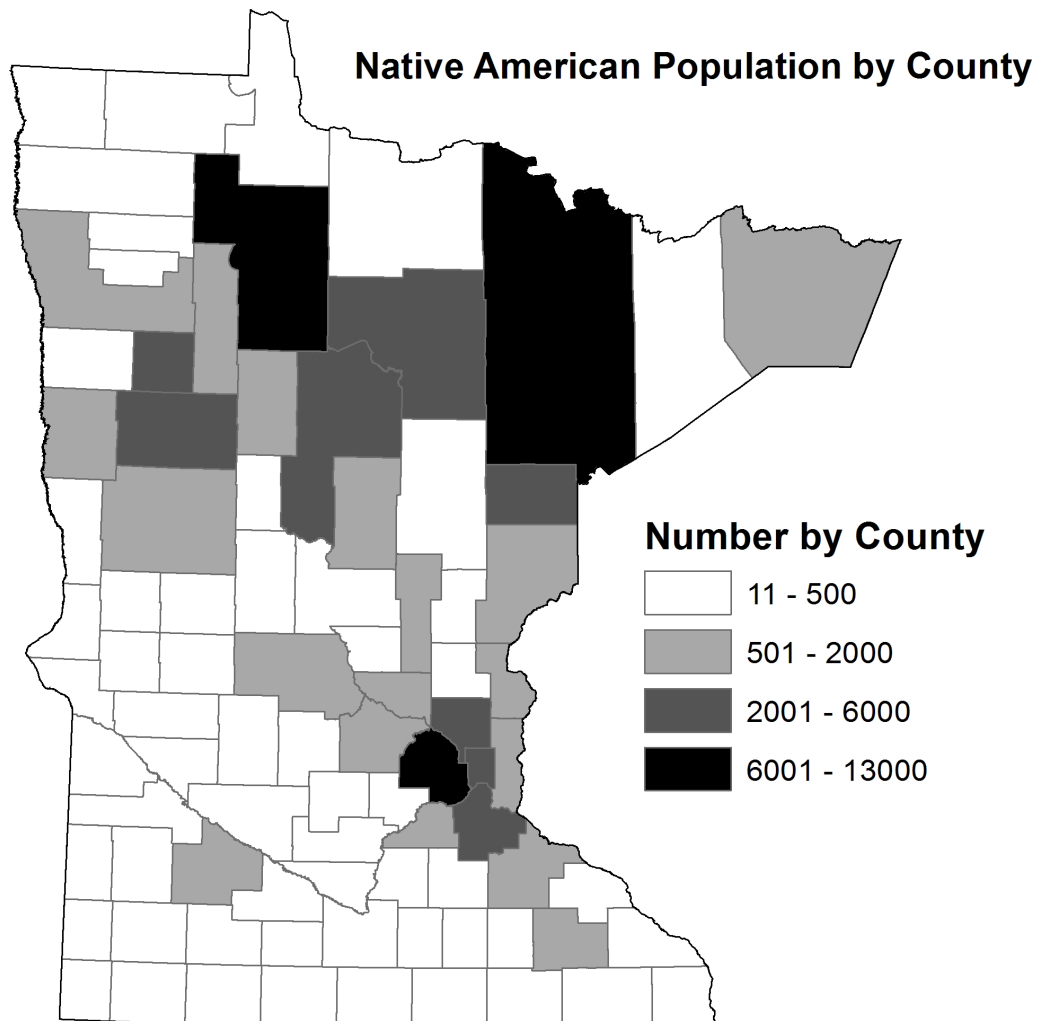 Native American Population by County
Number by County
11 - 500
501 - 2000
2001 - 6000
6001 - 13000